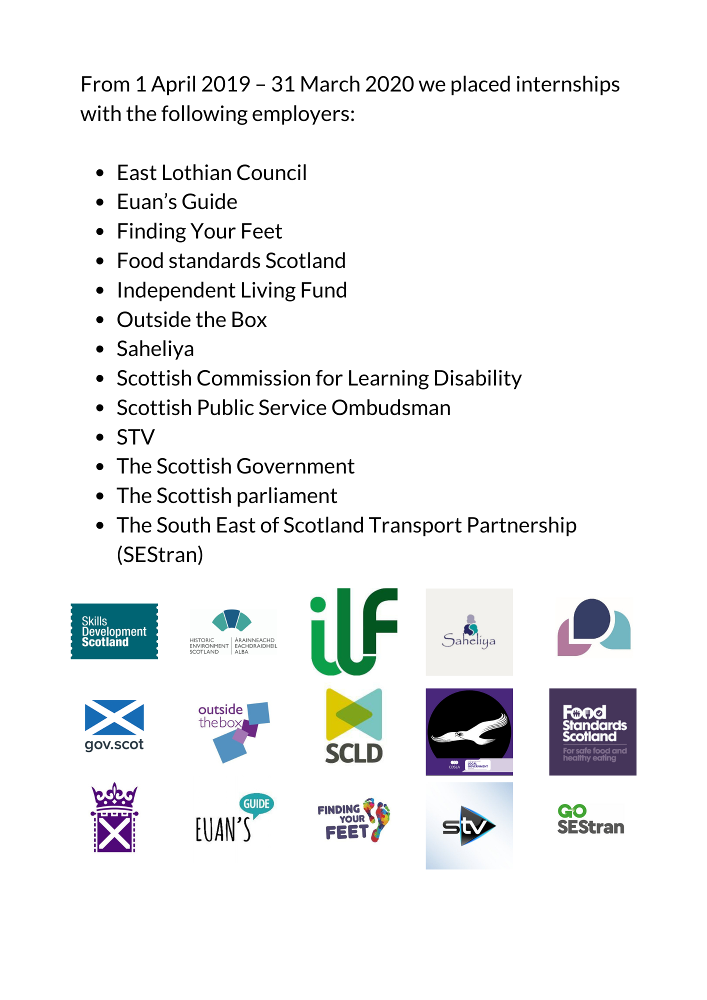 From 1 April 2019 – 31 March 2020 we placed internships
with the following employers:
• East Lothian Council
• Euan’s Guide
• Finding Your Feet
• Food standards Scotland
• Independent Living Fund
• Outside the Box
• Saheliya
• Scottish Commission for Learning Disability
• Scottish Public Service Ombudsman
• STV
• The Scottish Government
• The Scottish parliament
• The South East of Scotland Transport Partnership
(SEStran)
Skills
Development
Scotland
HISTORIC
ENVIRONMENT
SCOTLAND
ÀRAINNEACHD
EACHDRAIDHEIL
ALBA
ilf
Saheliya
gov.scot
outside
thebox
SCLD
COSLA
LOCAL
GOVERNMENT
Food
Standards
Scotland
For safe food and
healthy eating
GUIDE
EUAN’S
FINDING
YOUR
FEET
stv
GO
SEStran